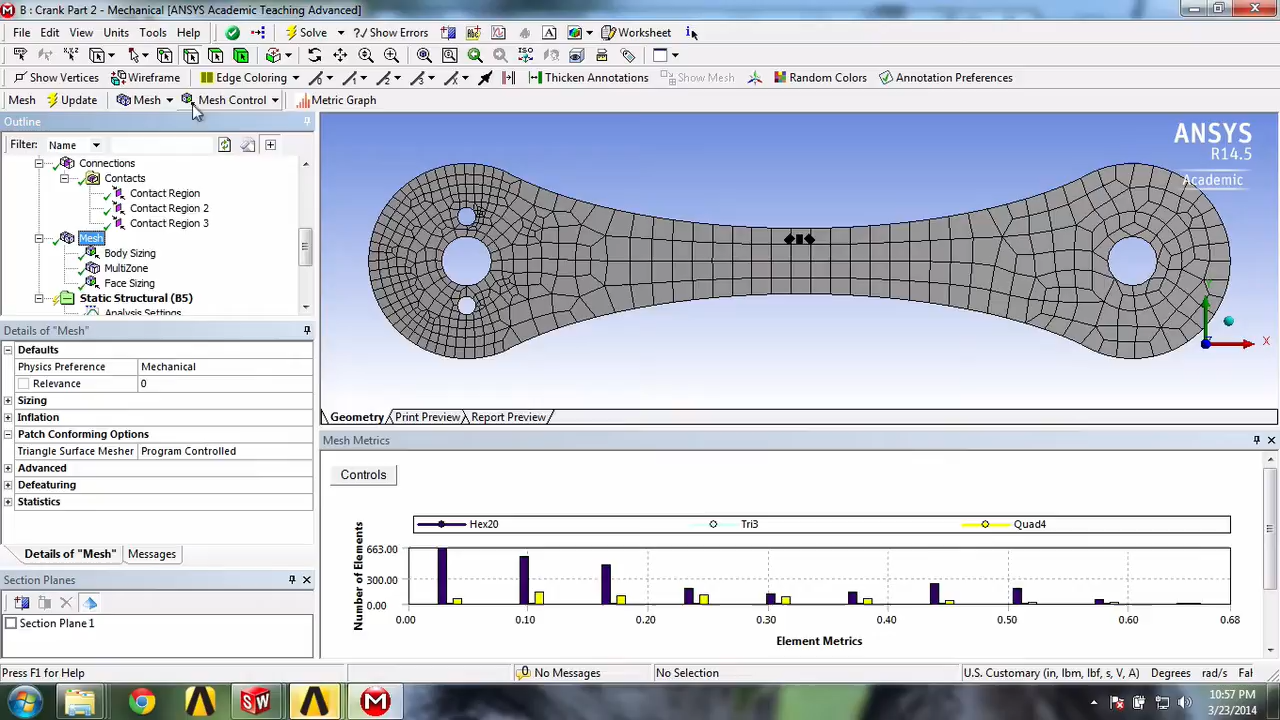 B : Crank Part 2 - Mechanical [ANSYS Academic Teaching Advanced]
File Edit View Units Tools Help Solve ?/ Show Errors Worksheet
Show Vertices Wireframe Edge Coloring Thicken Annotations Show Mesh Random Colors Annotation Preferences
Mesh Update Mesh Mesh Control Metric Graph
Outline
Filter: Name
Connections
Contacts
Contact Region
Contact Region 2
Contact Region 3
Mesh
Body Sizing
MultiZone
Face Sizing
Static Structural (B5)
Analysis Settings
Details of "Mesh"
Defaults
Physics Preference Mechanical
Relevance 0
Sizing
Inflation
Patch Conforming Options
Triangle Surface Mesher Program Controlled
Advanced
Defeaturing
Statistics
Details of "Mesh" Messages
Section Planes
Section Plane 1
ANSYS
R14.5
Academic
Y
X
Geometry Print Preview Report Preview
Mesh Metrics
Controls
Hex20 Tri3 Quad4
Number of Elements
663.00
300.00
0.00
0.00 0.10 0.20 0.30 0.40 0.50 0.60 0.68
Element Metrics
Press F1 for Help 0 No Messages No Selection U.S. Customary (in, lbm, lbf, s, V, A) Degrees rad/s Fal
SW
10:57 PM
3/23/2014